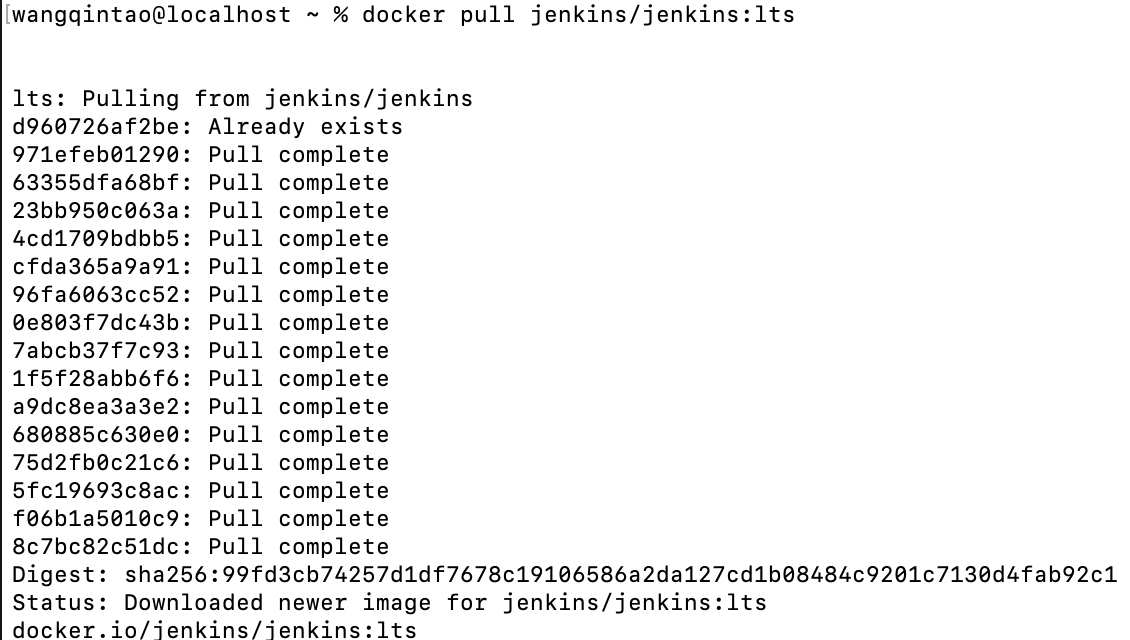 [wangqintao@localhost ~ % docker pull jenkins/jenkins:lts
lts: Pulling from jenkins/jenkins
d960726af2be: Already exists
971efeb01290: Pull complete
63355dfa68bf: Pull complete
23bb950c063a: Pull complete
4cd1709bdbb5: Pull complete
cfda365a9a91: Pull complete
96fa6063cc52: Pull complete
0e803f7dc43b: Pull complete
7abcb37f7c93: Pull complete
1f5f28abb6f6: Pull complete
a9dc8ea3a3e2: Pull complete
680885c630e0: Pull complete
75d2fb0c21c6: Pull complete
5fc19693c8ac: Pull complete
f06b1a5010c9: Pull complete
8c7bc82c51dc: Pull complete
Digest: sha256:99fd3cb74257d1df7678c19106586a2da127cd1b08484c9201c7130d4fab92c1
Status: Downloaded newer image for jenkins/jenkins:lts
docker.io/jenkins/jenkins:lts